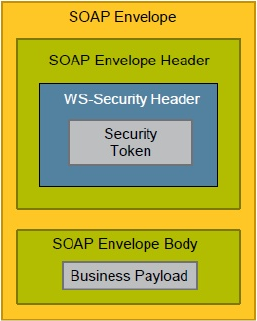 SOAP Envelope
SOAP Envelope Header
WS-Security Header
Security
Token
SOAP Envelope Body
Business Payload